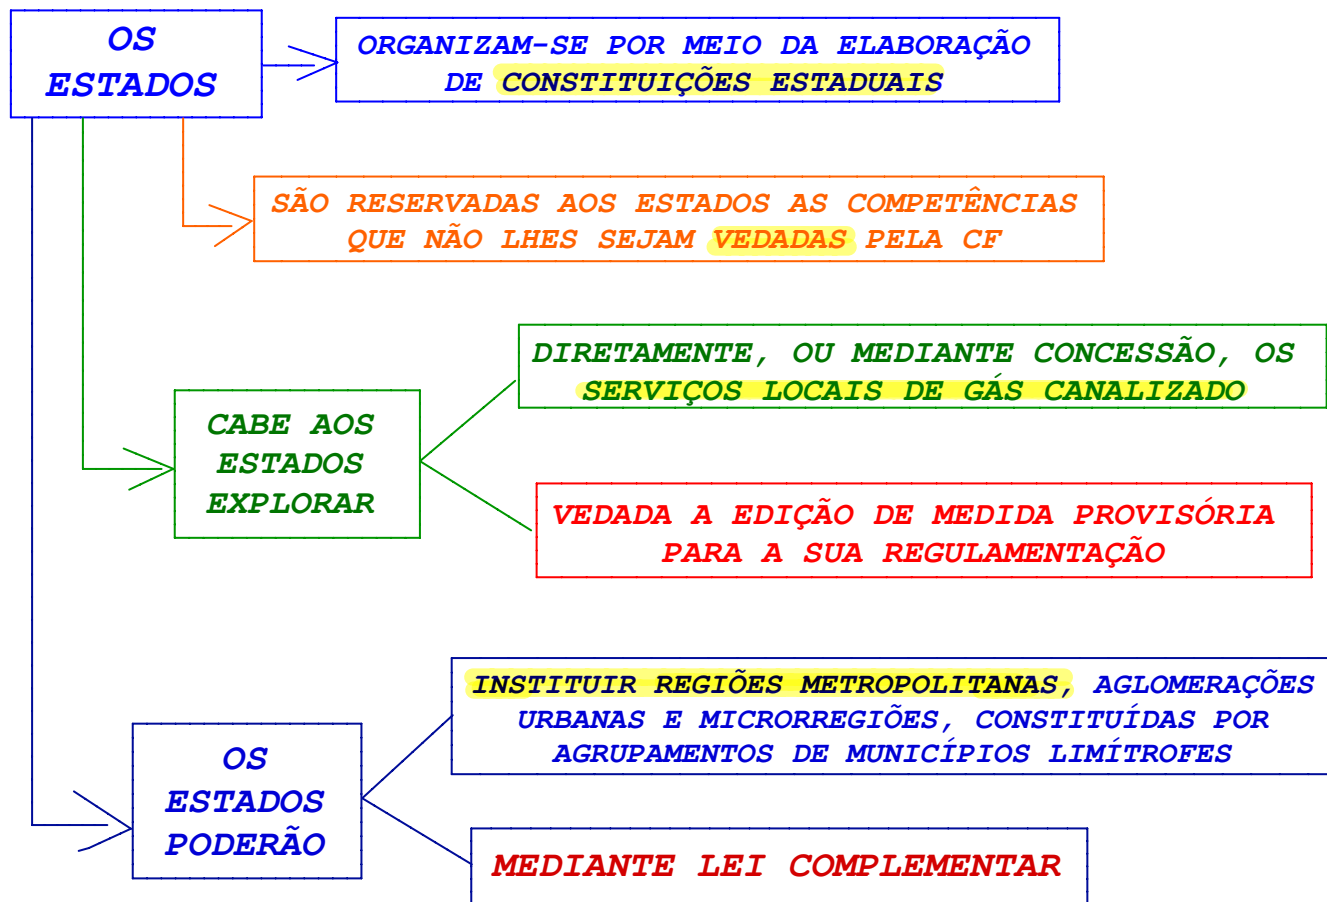 OS
ESTADOS
ORGANIZAM-SE POR MEIO DA ELABORAÇÃO
DE CONSTITUIÇÕES ESTADUAIS
SÃO RESERVADAS AOS ESTADOS AS COMPETÊNCIAS
QUE NÃO LHES SEJAM VEDADAS PELA CF
CABE AOS
ESTADOS
EXPLORAR
DIRETAMENTE, OU MEDIANTE CONCESSÃO, OS
SERVIÇOS LOCAIS DE GÁS CANALIZADO
VEDADA A EDIÇÃO DE MEDIDA PROVISÓRIA
PARA A SUA REGULAMENTAÇÃO
OS
ESTADOS
PODERÃO
INSTITUIR REGIÕES METROPOLITANAS, AGLOMERAÇÕES
URBANAS E MICRORREGIÕES, CONSTITUÍDAS POR
AGRUPAMENTOS DE MUNICÍPIOS LIMÍTROFES
MEDIANTE LEI COMPLEMENTAR